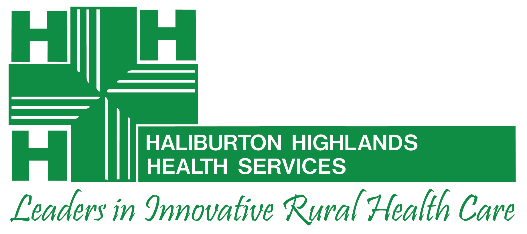 H H
H
HALIBURTON HIGHLANDS
HEALTH SERVICES
Leaders in Innovative Rural Health Care